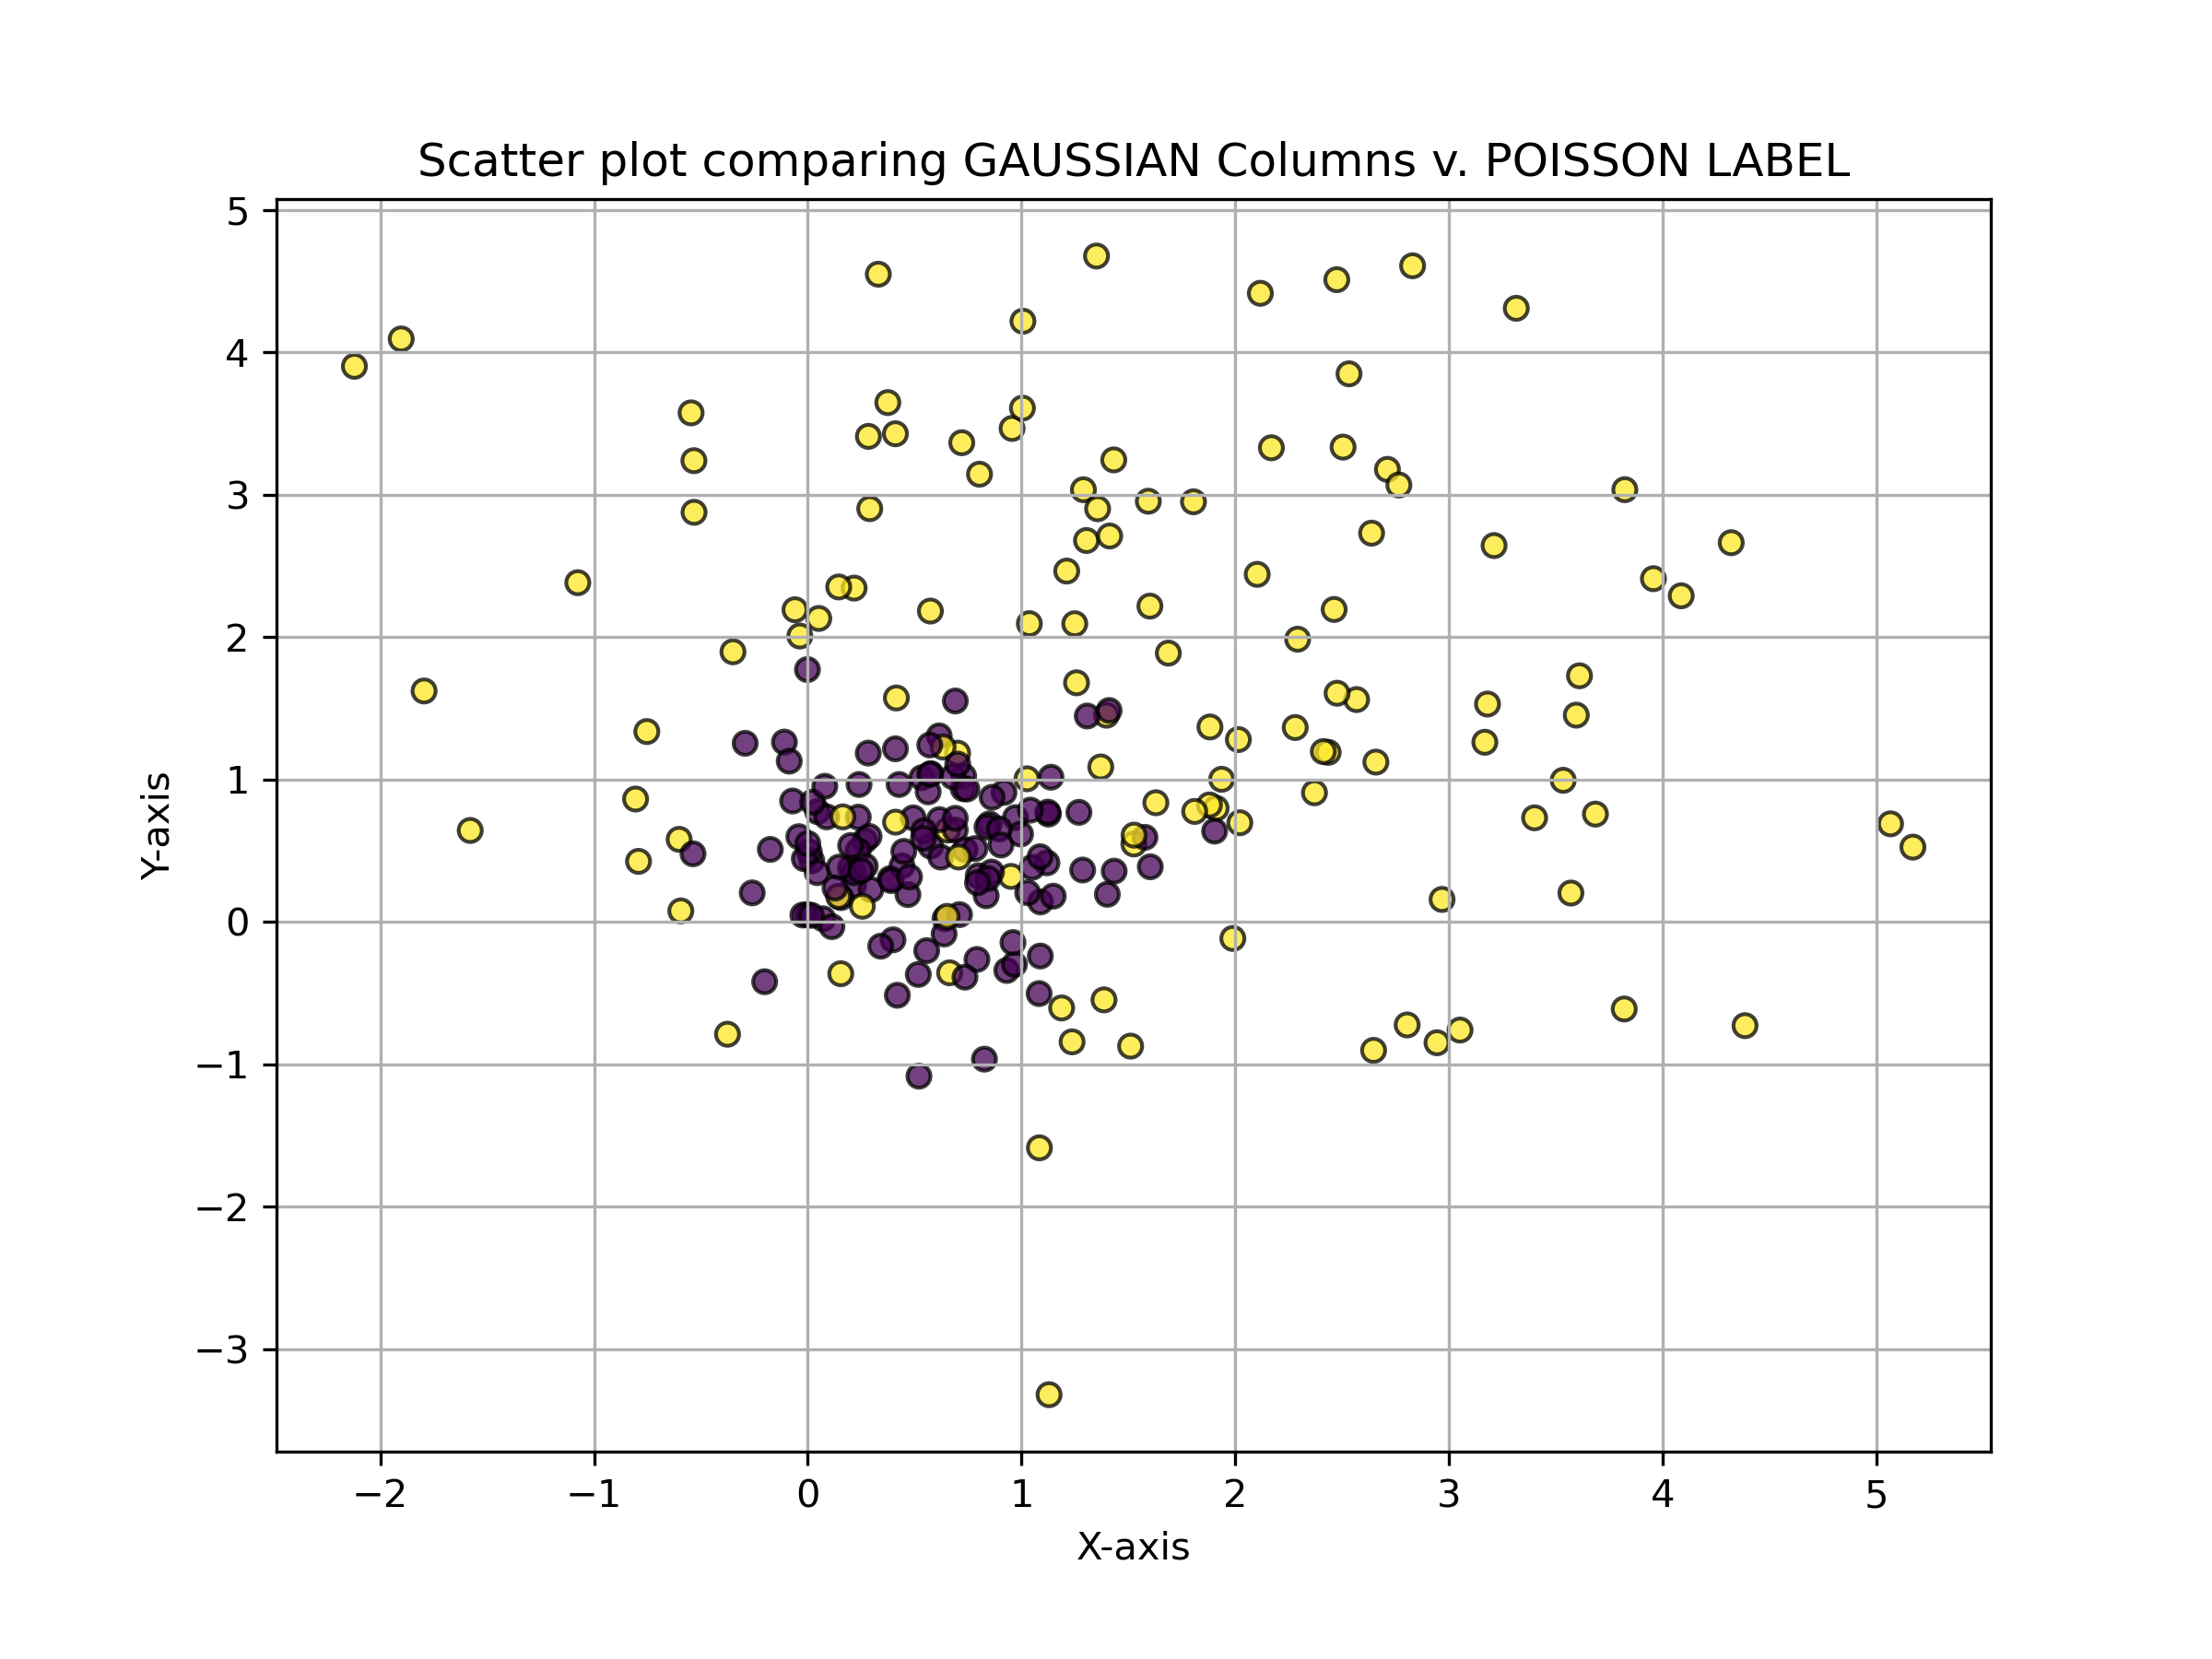 Scatter plot comparing GAUSSIAN Columns v. POISSON LABEL
5
4
3
2
1
0
−1
−2
−3
Y-axis
−2 −1 0 1 2 3 4 5
X-axis